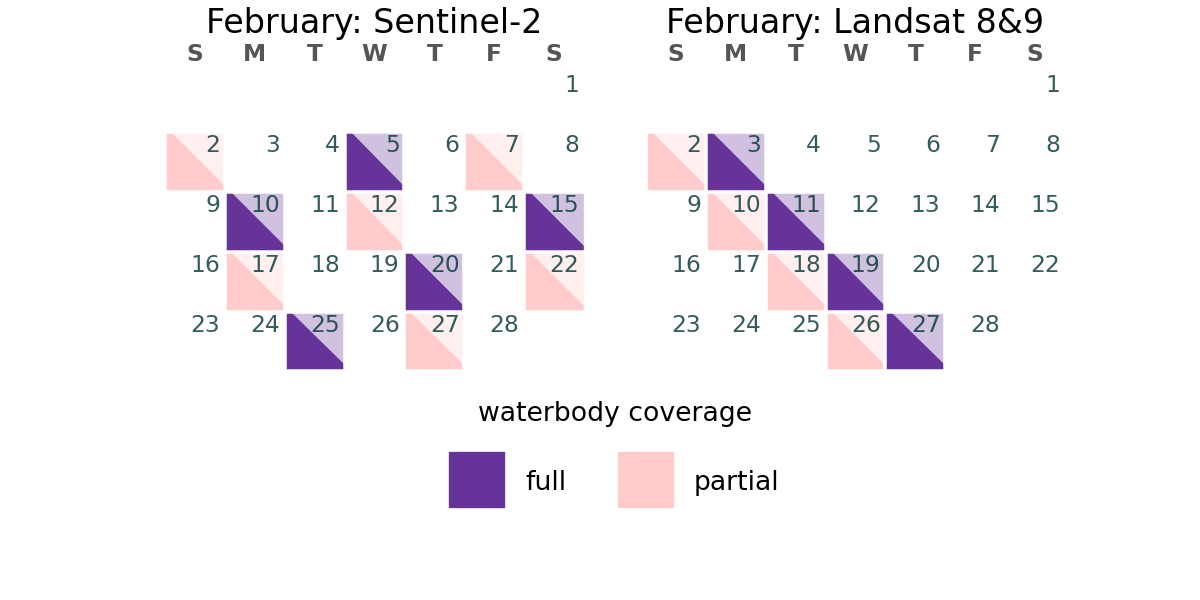 February: Sentinel-2
S M T W T F S
1
2 3 4 5 6 7 8
9 10 11 12 13 14 15
16 17 18 19 20 21 22
23 24 25 26 27 28
February: Landsat 8&9
S M T W T F S
1
2 3 4 5 6 7 8
9 10 11 12 13 14 15
16 17 18 19 20 21 22
23 24 25 26 27 28
waterbody coverage
full
partial